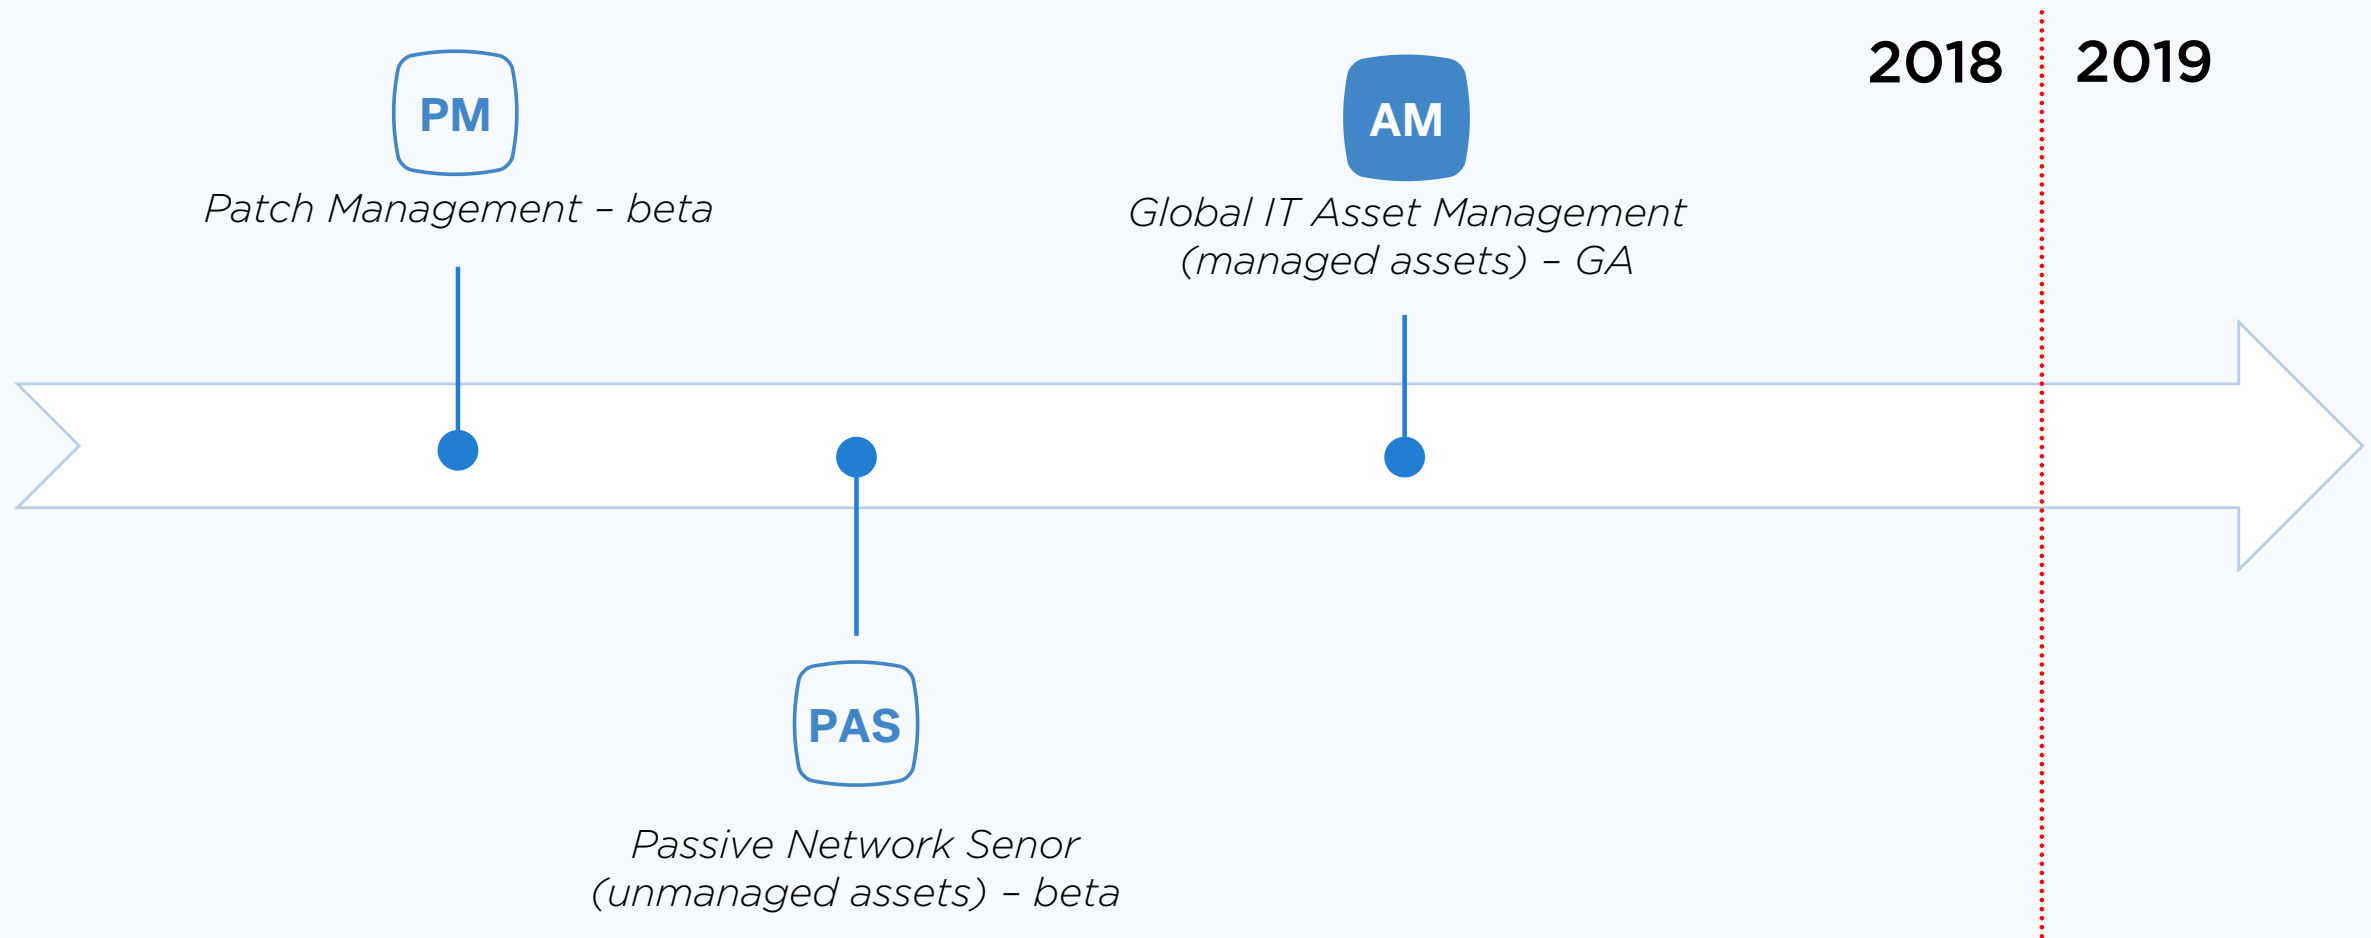 2018
2019
PM
Patch Management – beta
AM
Global IT Asset Management
(managed assets) – GA
PAS
Passive Network Senor
(unmanaged assets) – beta